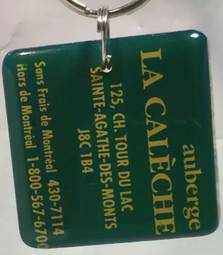 auberge
LA CALÈCHE
125, CH. TOUR DU LAC
SAINTE-AGATHE-DES-MONTS
J8C 1B4
Sans Frais de Montréal 430-7114
Hors de Montréal 1-800-567-670